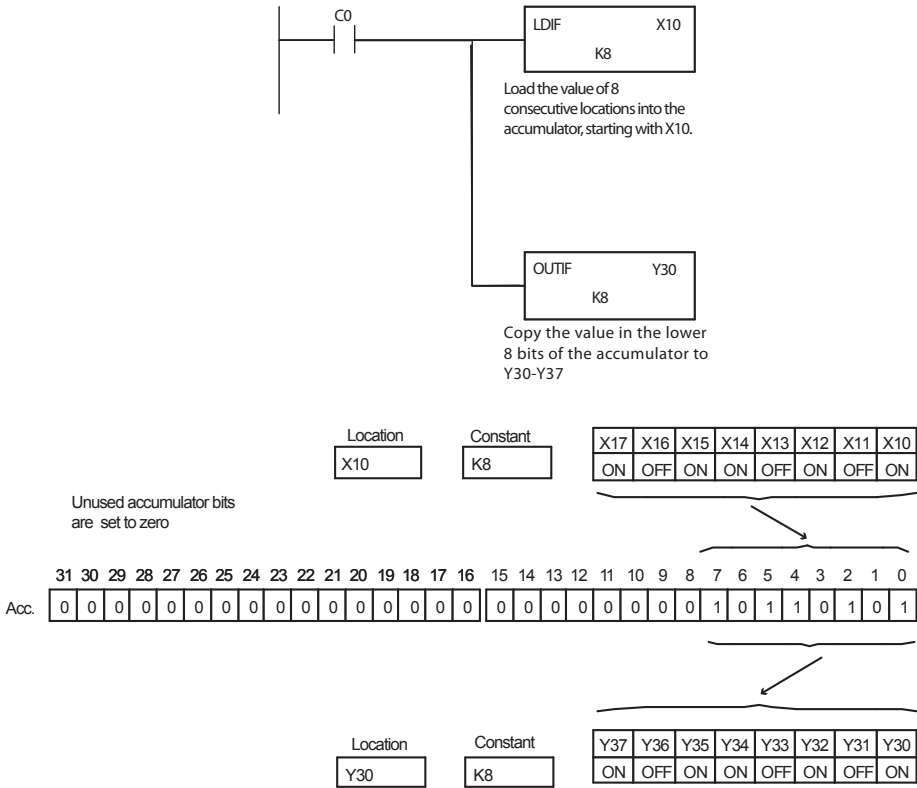 C0
LDIF X10
K8
Load the value of 8
consecutive locations into the
accumulator, starting with X10.
OUTIF Y30
K8
Copy the value in the lower
8 bits of the accumulator to
Y30-Y37
Location Constant
X10 K8
X17 X16 X15 X14 X13 X12 X11 X10
ON OFF ON ON OFF ON OFF ON
Unused accumulator bits
are set to zero
31 30 29 28 27 26 25 24 23 22 21 20 19 18 17 16 15 14 13 12 11 10 9 8 7 6 5 4 3 2 1 0
Acc. 0 0 0 0 0 0 0 0 0 0 0 0 0 0 0 0 0 0 0 0 0 0 0 0 1 0 1 1 0 1 0 1
Location Constant
Y30 K8
Y37 Y36 Y35 Y34 Y33 Y32 Y31 Y30
ON OFF ON ON OFF ON OFF ON